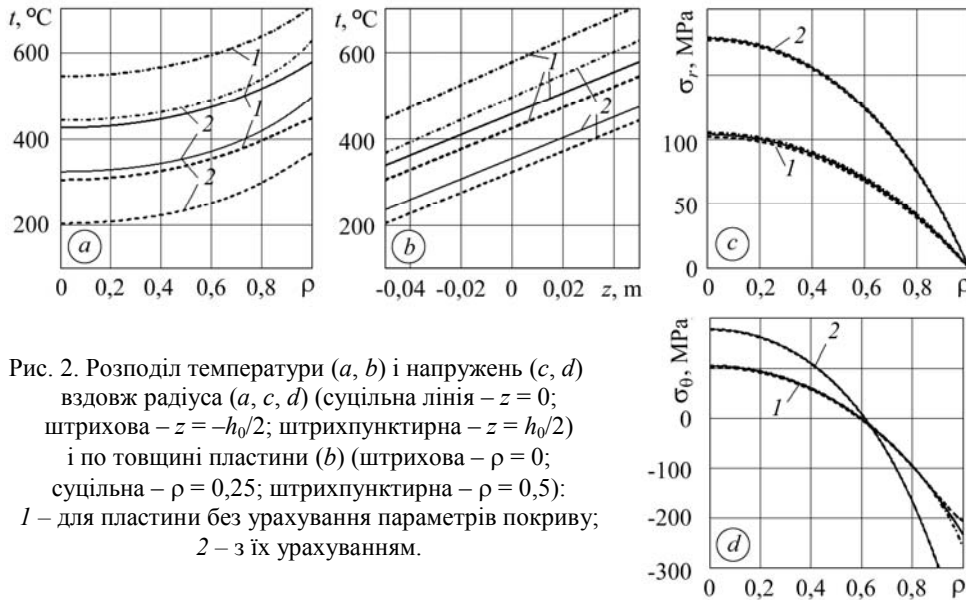 t, °C
600
400
200
0 0,2 0,6 0,8 ρ
1
1
2
2
a
t, °C
600
400
200
-0,04 -0,02 0 0,02 z, m
1
2
b
σr, MPa
100
50
0
0 0,2 0,4 0,6 0,8 ρ
2
1
c
σθ, MPa
0
-100
-200
-300
0 0,2 0,4 0,6 0,8 ρ
2
1
d
Рис. 2. Розподіл температури (a, b) і напружень (c, d)
вздовж радіуса (a, c, d) (суцільна лінія – z = 0;
штрихова – z = –h₀/2; штрихпунктирна – z = h₀/2)
і по товщині пластини (b) (штрихова – ρ = 0;
суцільна – ρ = 0,25; штрихпунктирна – ρ = 0,5):
1 – для пластини без урахування параметрів покриву;
2 – з їх урахуванням.